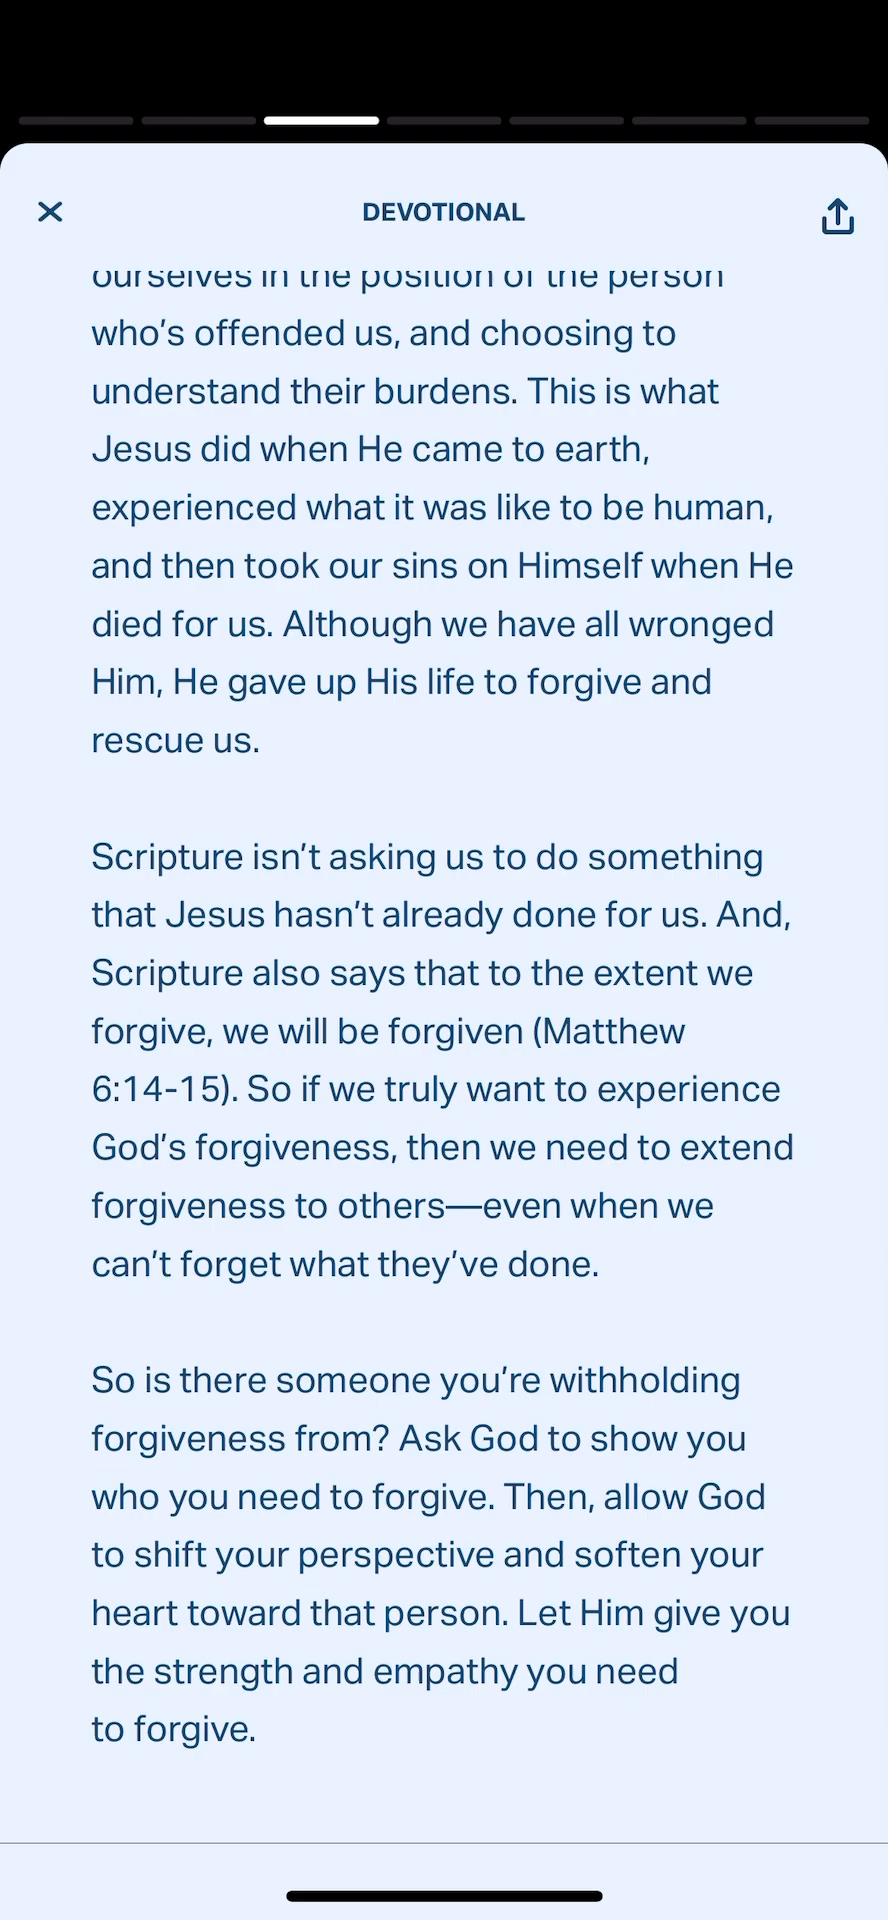 DEVOTIONAL
ourselves in the position of the person
who’s offended us, and choosing to
understand their burdens. This is what
Jesus did when He came to earth,
experienced what it was like to be human,
and then took our sins on Himself when He
died for us. Although we have all wronged
Him, He gave up His life to forgive and
rescue us.
Scripture isn’t asking us to do something
that Jesus hasn’t already done for us. And,
Scripture also says that to the extent we
forgive, we will be forgiven (Matthew
6:14-15). So if we truly want to experience
God’s forgiveness, then we need to extend
forgiveness to others—even when we
can’t forget what they’ve done.
So is there someone you’re withholding
forgiveness from? Ask God to show you
who you need to forgive. Then, allow God
to shift your perspective and soften your
heart toward that person. Let Him give you
the strength and empathy you need
to forgive.